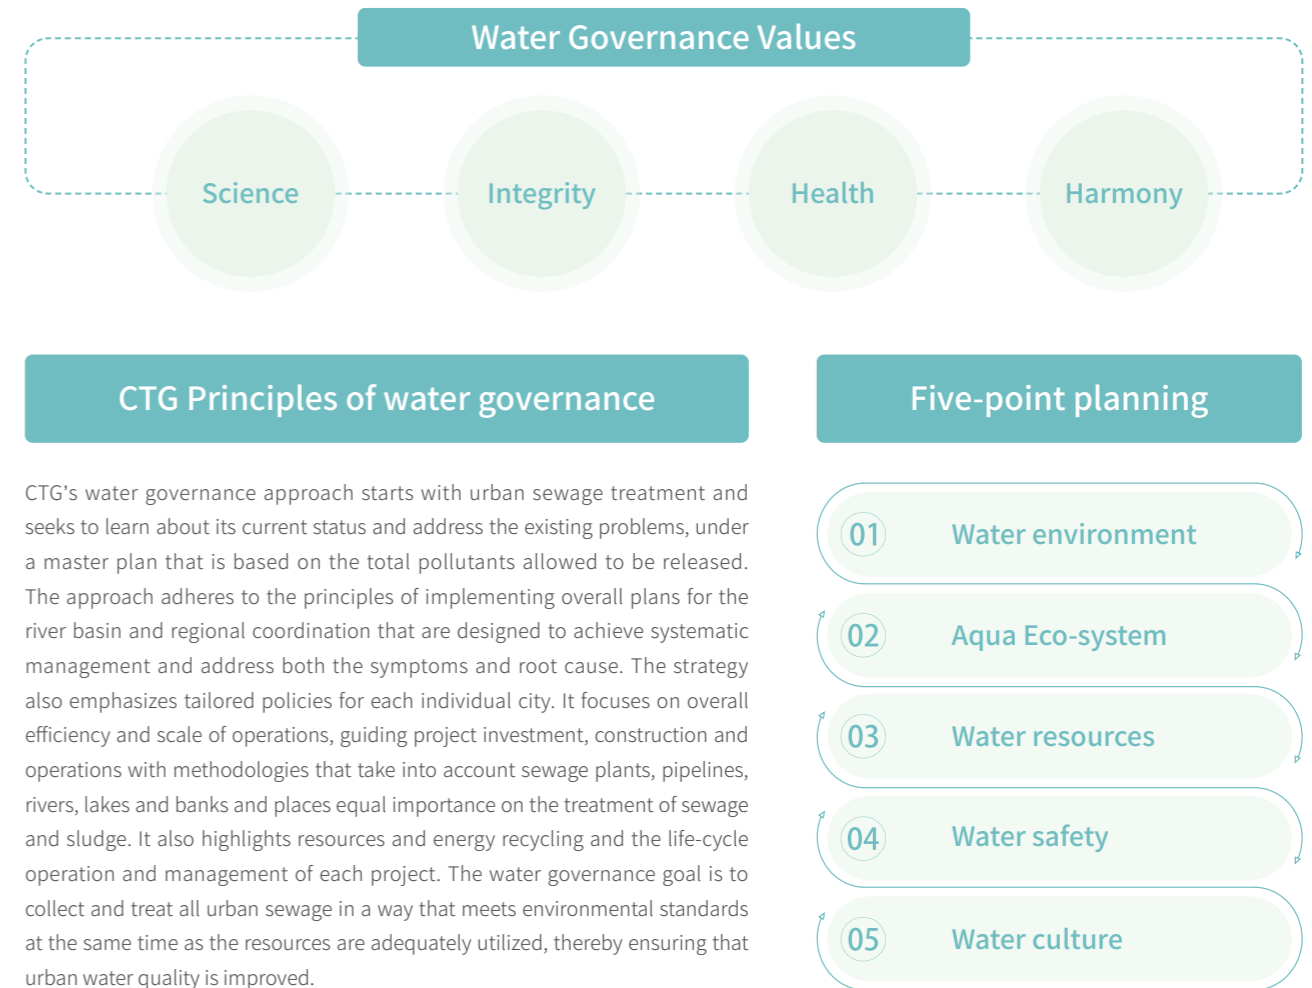 Water Governance Values
Science
Integrity
Health
Harmony
CTG Principles of water governance
CTG's water governance approach starts with urban sewage treatment and
seeks to learn about its current status and address the existing problems, under
a master plan that is based on the total pollutants allowed to be released.
The approach adheres to the principles of implementing overall plans for the
river basin and regional coordination that are designed to achieve systematic
management and address both the symptoms and root cause. The strategy
also emphasizes tailored policies for each individual city. It focuses on overall
efficiency and scale of operations, guiding project investment, construction and
operations with methodologies that take into account sewage plants, pipelines,
rivers, lakes and banks and places equal importance on the treatment of sewage
and sludge. It also highlights resources and energy recycling and the life-cycle
operation and management of each project. The water governance goal is to
collect and treat all urban sewage in a way that meets environmental standards
at the same time as the resources are adequately utilized, thereby ensuring that
urban water quality is improved.
Five-point planning
01 Water environment
02 Aqua Eco-system
03 Water resources
04 Water safety
05 Water culture